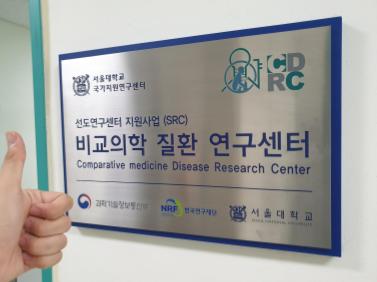 서울대학교
국가지원연구센터
CD
RC
선도연구센터 지원사업 (SRC)
비교의학 질환 연구센터
Comparative medicine Disease Research Center
과학기술정보통신부
NRF 한국연구재단
서울대학교
SEOUL NATIONAL UNIVERSITY